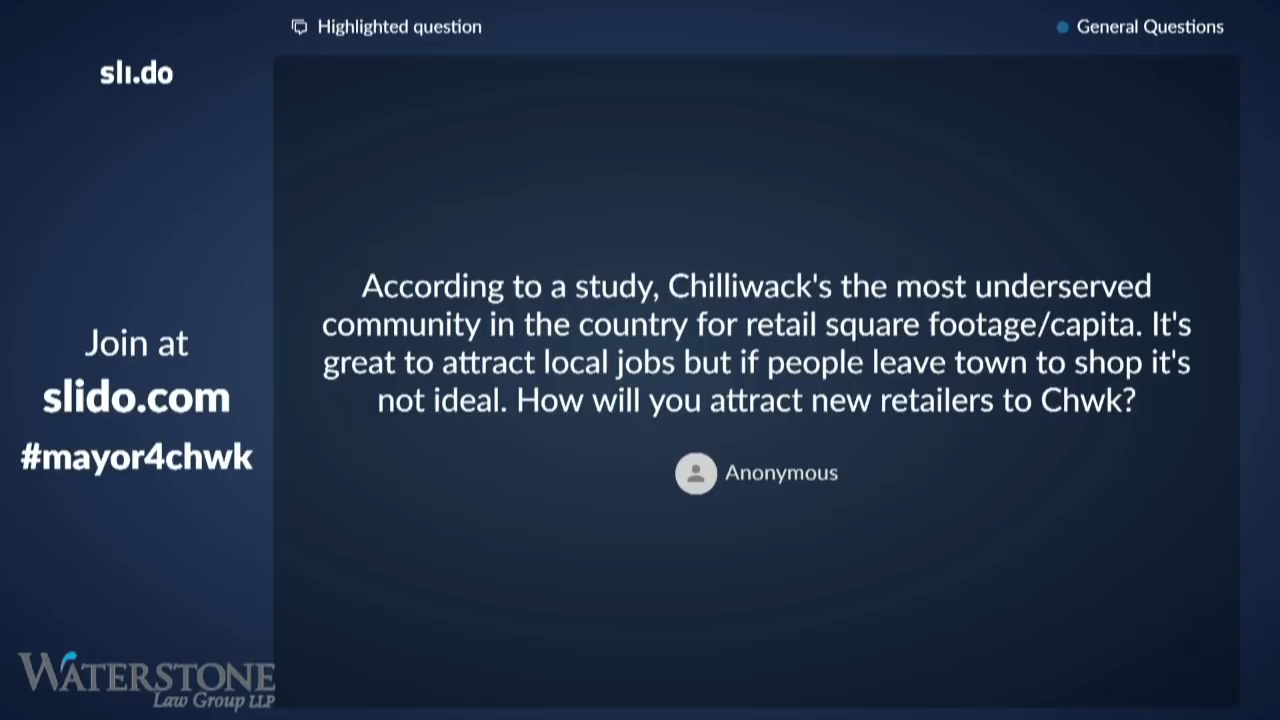 Highlighted question
General Questions
slı.do
According to a study, Chilliwack's the most underserved
community in the country for retail square footage/capita. It's
great to attract local jobs but if people leave town to shop it's
not ideal. How will you attract new retailers to Chwk?
Anonymous
Join at
slido.com
#mayor4chwk
WATERSTONE
Law Group LLP